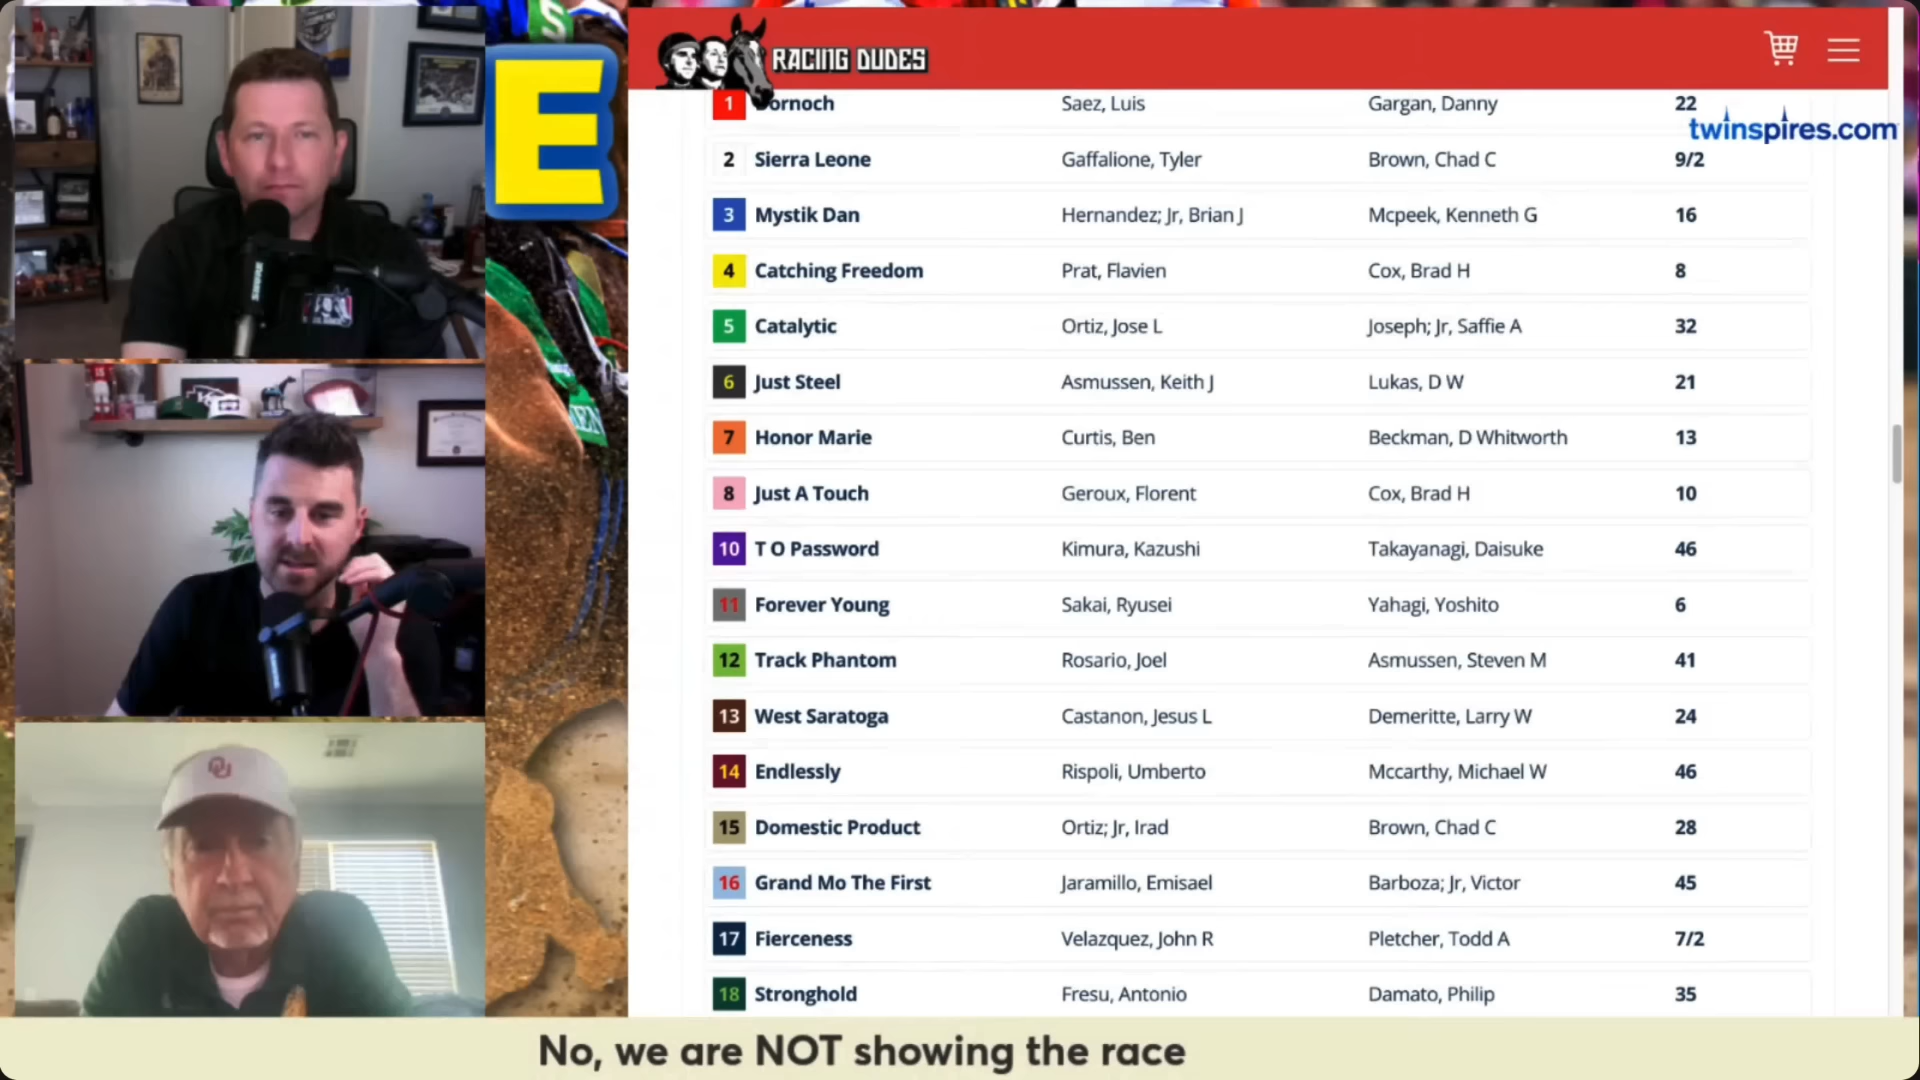 5
E
RACING DUDES
twinspires.com
1 Dornoch Saez, Luis Gargan, Danny 22
2 Sierra Leone Gaffalione, Tyler Brown, Chad C 9/2
3 Mystik Dan Hernandez; Jr, Brian J Mcpeek, Kenneth G 16
4 Catching Freedom Prat, Flavien Cox, Brad H 8
5 Catalytic Ortiz, Jose L Joseph; Jr, Saffie A 32
6 Just Steel Asmussen, Keith J Lukas, D W 21
7 Honor Marie Curtis, Ben Beckman, D Whitworth 13
8 Just A Touch Geroux, Florent Cox, Brad H 10
10 T O Password Kimura, Kazushi Takayanagi, Daisuke 46
11 Forever Young Sakai, Ryusei Yahagi, Yoshito 6
12 Track Phantom Rosario, Joel Asmussen, Steven M 41
13 West Saratoga Castanon, Jesus L Demeritte, Larry W 24
14 Endlessly Rispoli, Umberto Mccarthy, Michael W 46
15 Domestic Product Ortiz; Jr, Irad Brown, Chad C 28
16 Grand Mo The First Jaramillo, Emisael Barboza; Jr, Victor 45
17 Fierceness Velazquez, John R Pletcher, Todd A 7/2
18 Stronghold Fresu, Antonio Damato, Philip 35
SHURE
OU
No, we are NOT showing the race